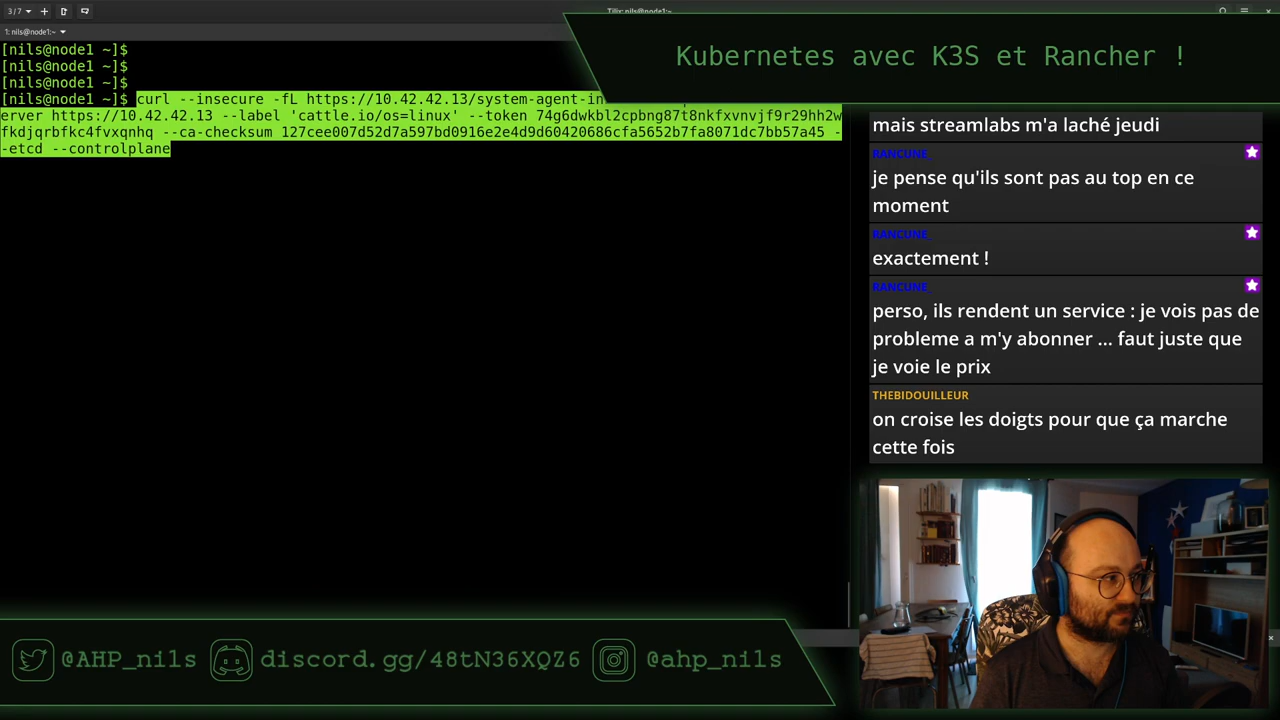 3/7
Tilix: nils@node1:~
1: nils@node1:~
Kubernetes avec K3S et Rancher !
[nils@node1 ~]$
[nils@node1 ~]$
[nils@node1 ~]$
[nils@node1 ~]$ curl --insecure -fL https://10.42.42.13/system-agent-in
erver https://10.42.42.13 --label 'cattle.io/os=linux' --token 74g6dwkbl2cpbng87t8nkfxvnvjf9r29hh2w
fkdjqrbfkc4fvxqnhq --ca-checksum 127cee007d52d7a597bd0916e2e4d9d60420686cfa5652b7fa8071dc7bb57a45 -
-etcd --controlplane
mais streamlabs m'a laché jeudi
RANCUNE_
je pense qu'ils sont pas au top en ce
moment
RANCUNE_
exactement !
RANCUNE_
perso, ils rendent un service : je vois pas de
probleme a m'y abonner ... faut juste que
je voie le prix
THEBIDOUILLEUR
on croise les doigts pour que ça marche
cette fois
@AHP_nils
discord.gg/48tN36XQZ6
@ahp_nils